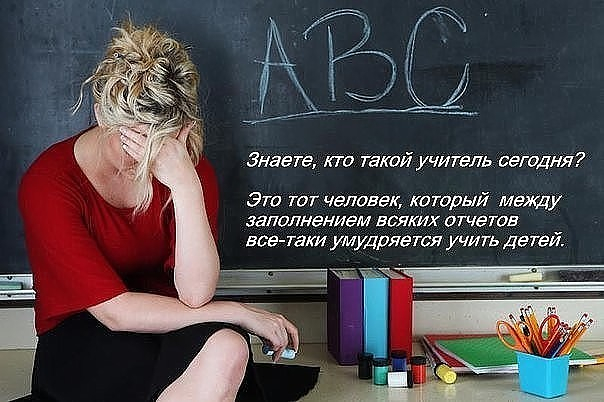 ABC
Знаете, кто такой учитель сегодня?
Это тот человек, который между
заполнением всяких отчетов
все-таки умудряется учить детей.